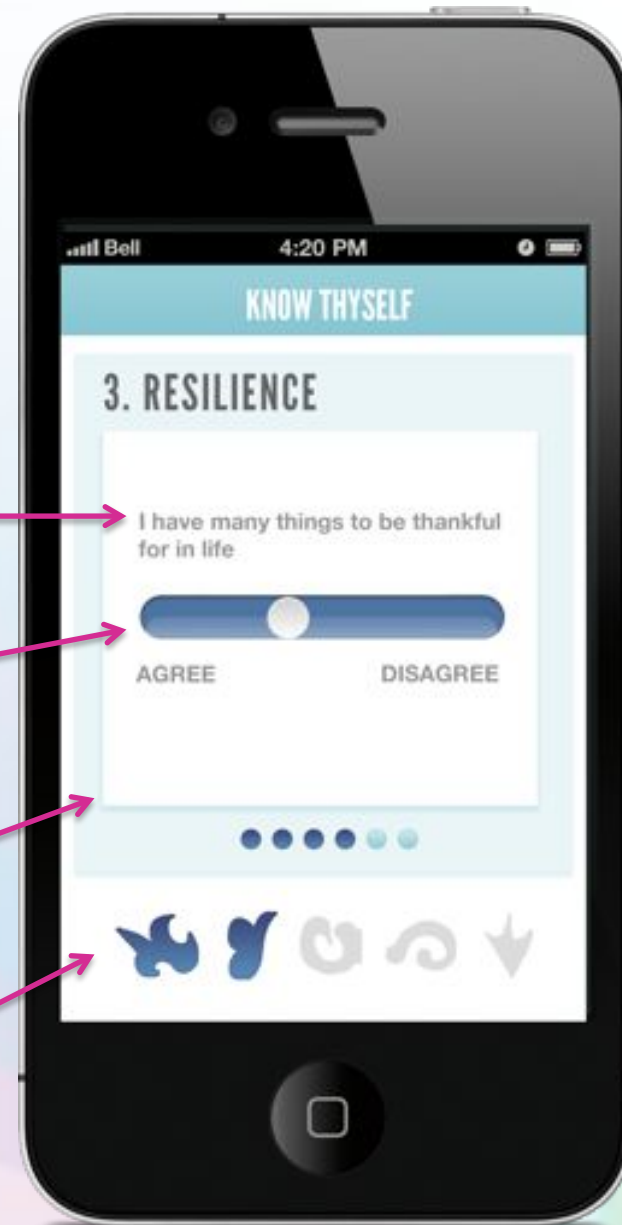 Bell 4:20 PM
KNOW THYSELF
3. RESILIENCE
I have many things to be thankful
for in life
AGREE DISAGREE